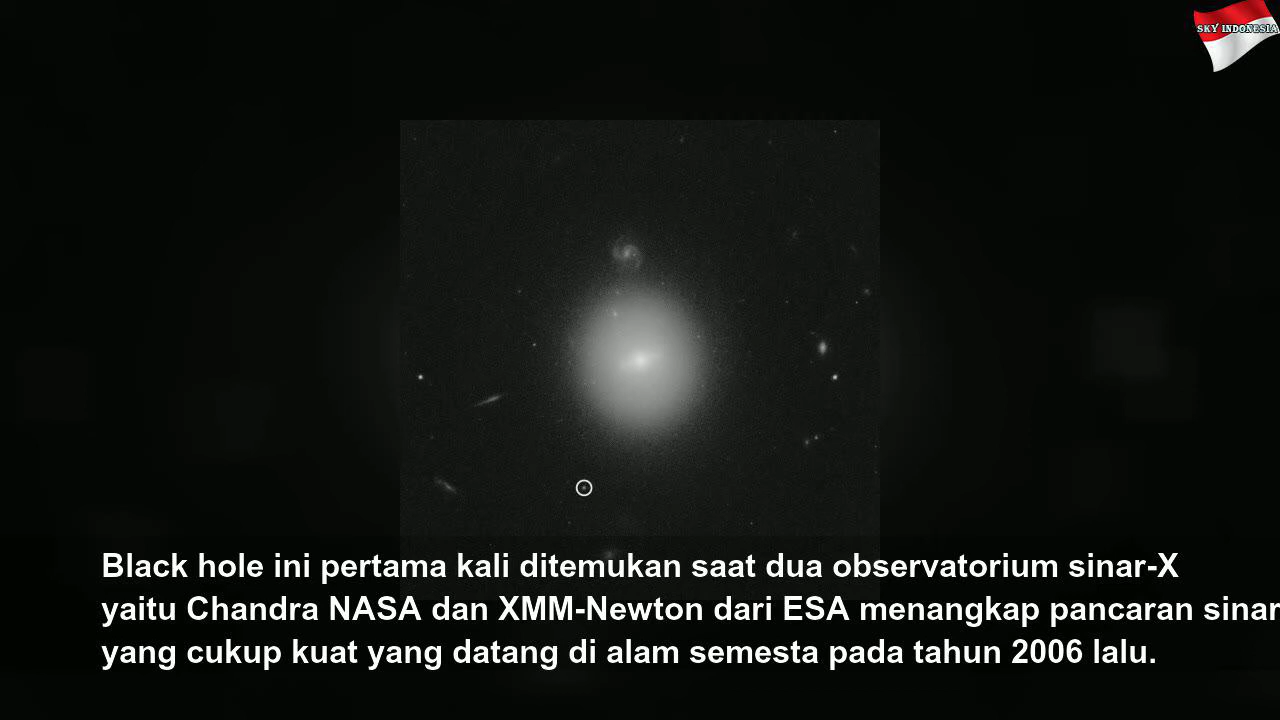 SKY INDONESIA
Black hole ini pertama kali ditemukan saat dua observatorium sinar-X
yaitu Chandra NASA dan XMM-Newton dari ESA menangkap pancaran sinar
yang cukup kuat yang datang di alam semesta pada tahun 2006 lalu.